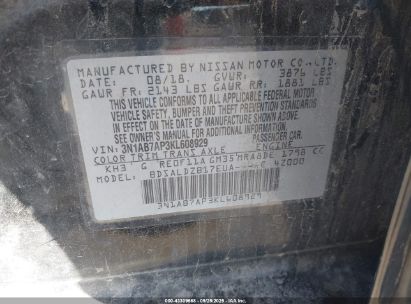 MANUFACTURED BY NISSAN MOTOR CO., LTD.
DATE: 08/18. GVWR: 3876 LBS
GAWR FR: 2143 LBS GAWR RR: 1881 LBS
THIS VEHICLE CONFORMS TO ALL APPLICABLE FEDERAL MOTOR
VEHICLE SAFETY, BUMPER AND THEFT PREVENTION STANDARDS
IN EFFECT ON THE DATE OF MANUFACTURE SHOWN ABOVE.
SEE OWNER'S MANUAL FOR ADDITIONAL INFORMATION.
VIN: 3N1AB7AP3KL608929 PASSENGER CAR
COLOR TRIM TRANS AXLE ENGINE
KH3 G RE0F11A GM35 MRA8DE 1798 CC
MODEL: BDSALDZB17EUA----C 42000
3N1AB7AP3KL608929